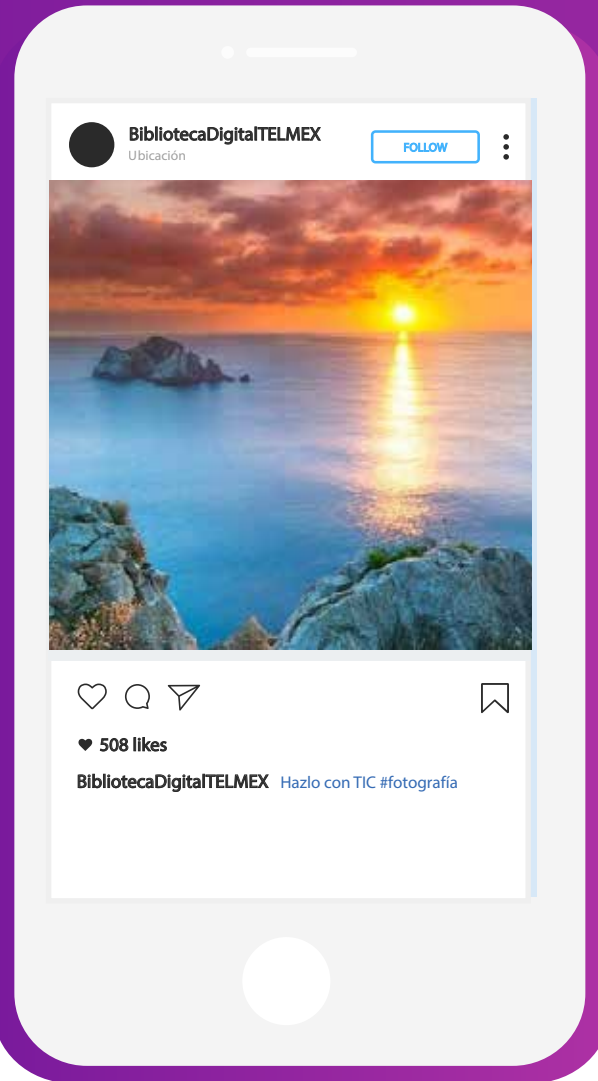 BibliotecaDigitalTELMEX
Ubicación
FOLLOW
508 likes
BibliotecaDigitalTELMEX Hazlo con TIC #fotografía